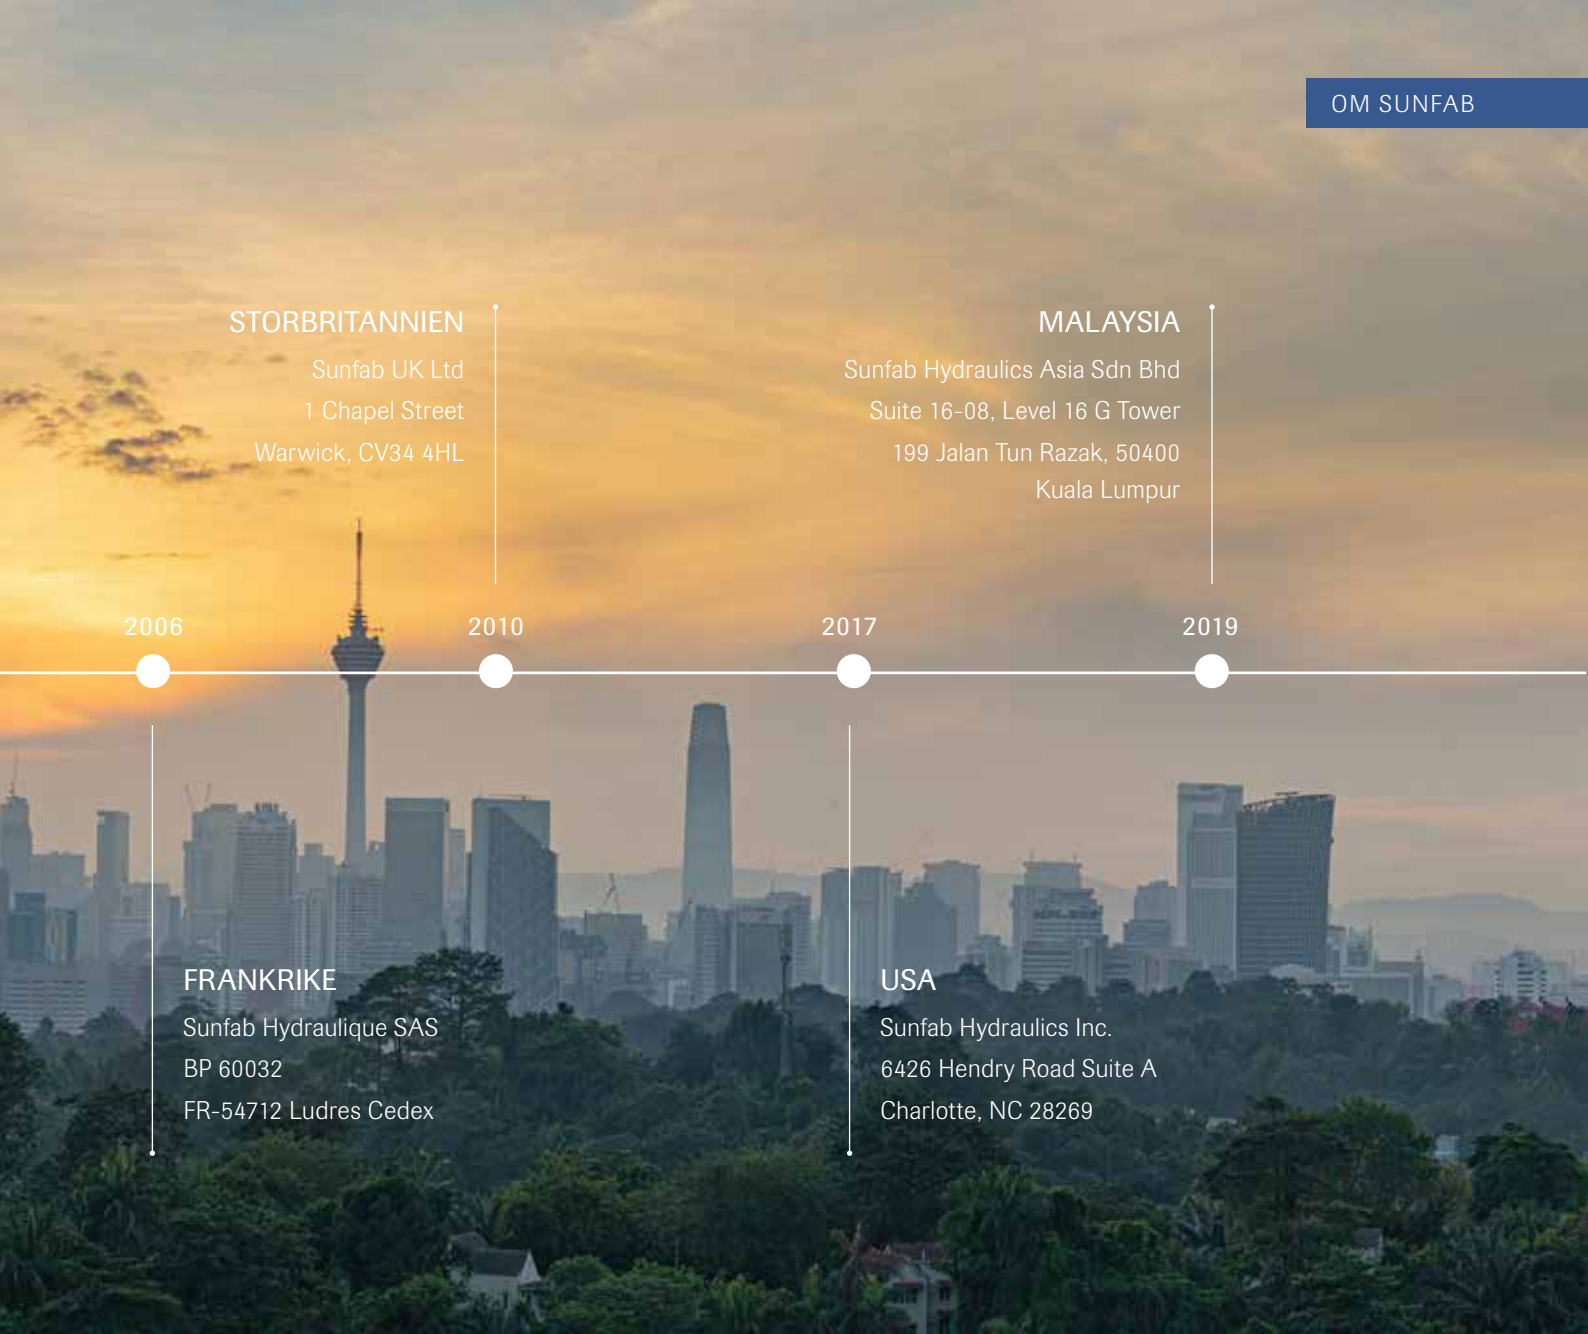 OM SUNFAB
STORBRITANNIEN
Sunfab UK Ltd
1 Chapel Street
Warwick, CV34 4HL
MALAYSIA
Sunfab Hydraulics Asia Sdn Bhd
Suite 16-08, Level 16 G Tower
199 Jalan Tun Razak, 50400
Kuala Lumpur
2006
2010
2017
2019
FRANKRIKE
Sunfab Hydraulique SAS
BP 60032
FR-54712 Ludres Cedex
USA
Sunfab Hydraulics Inc.
6426 Hendry Road Suite A
Charlotte, NC 28269